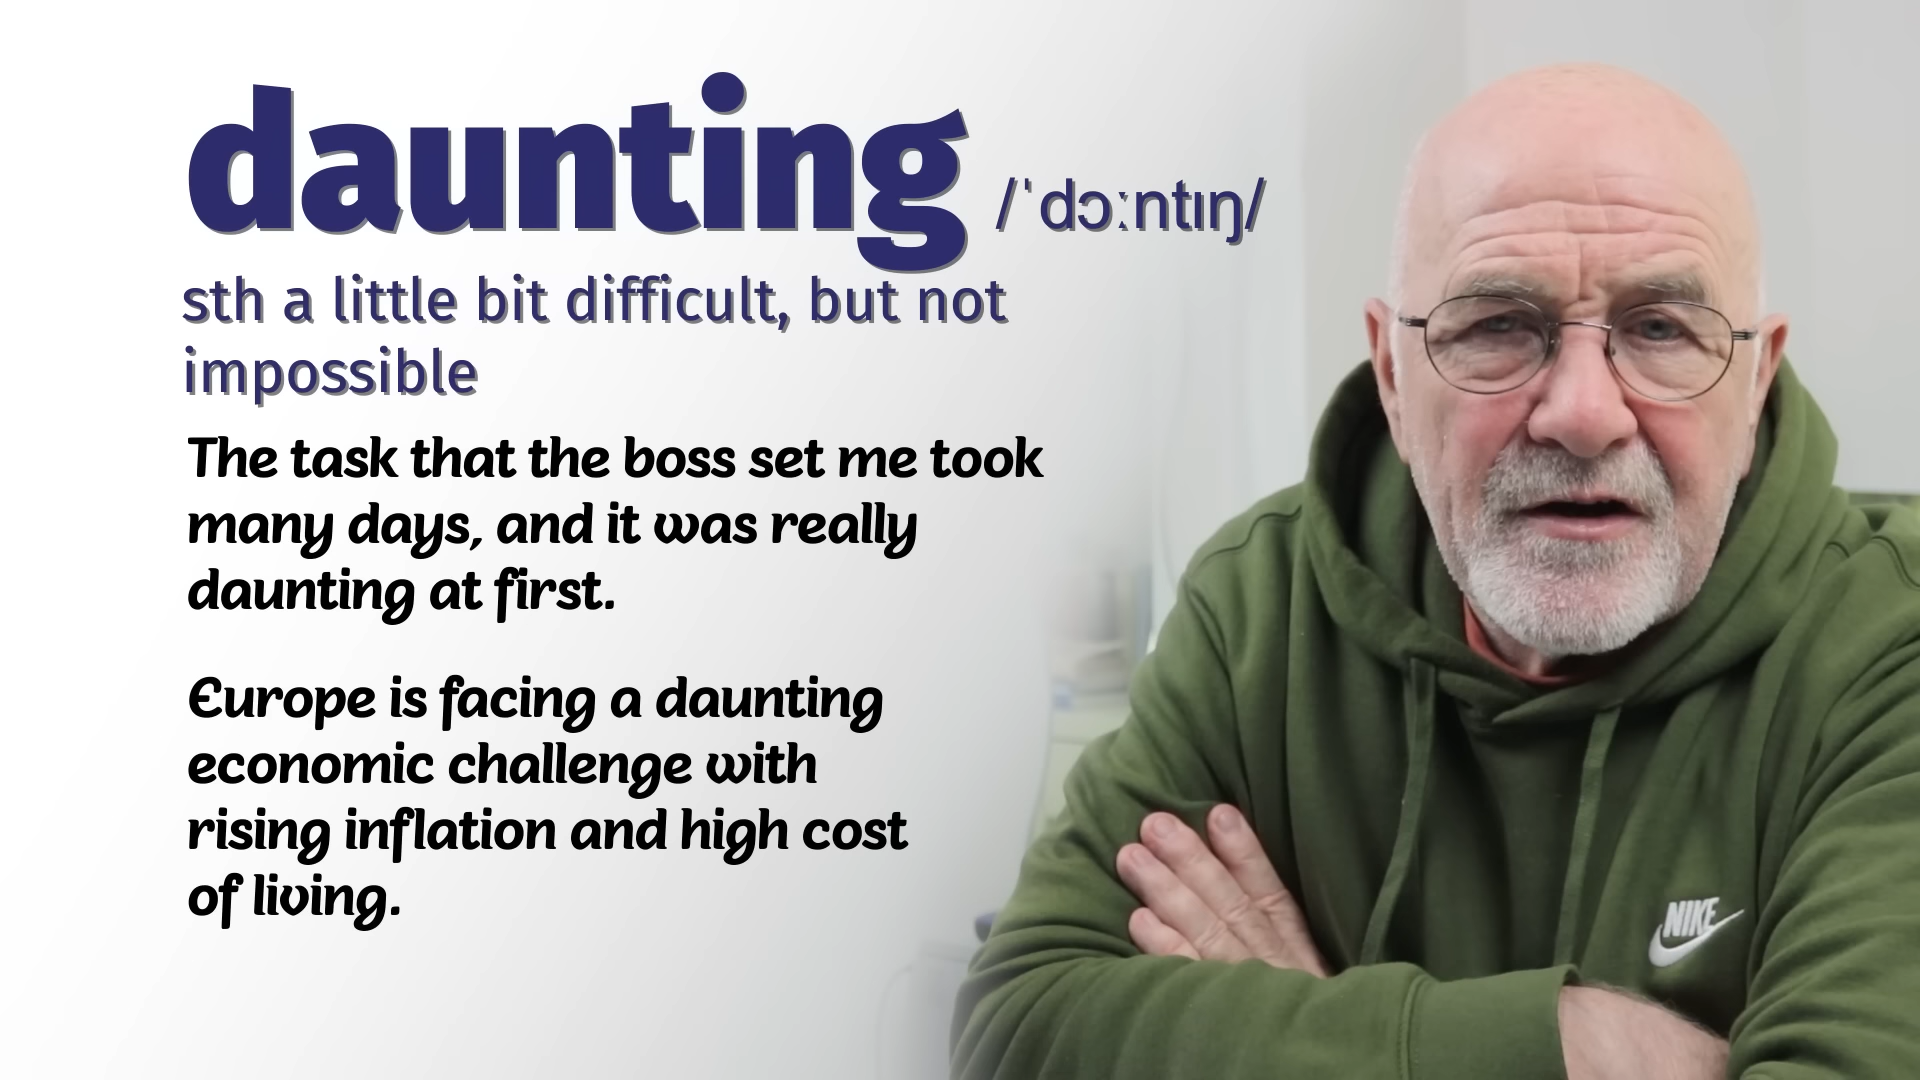 daunting /ˈdɔːntɪŋ/
sth a little bit difficult, but not
impossible
The task that the boss set me took
many days, and it was really
daunting at first.
Europe is facing a daunting
economic challenge with
rising inflation and high cost
of living.
NIKE